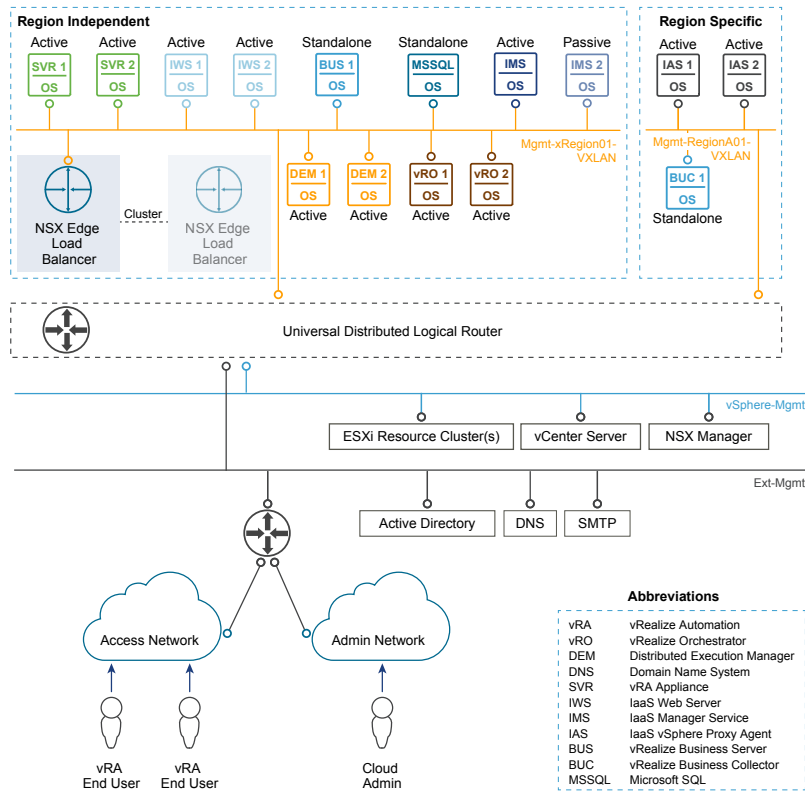 Region Independent
Active Active Active Active Standalone Standalone Active Passive
SVR 1 SVR 2 IWS 1 IWS 2 BUS 1 MSSQL IMS IMS 2
OS OS OS OS OS OS OS OS
Mgmt-xRegion01-
VXLAN
DEM 1 DEM 2 vRO 1 vRO 2
OS OS OS OS
Active Active Active Active
NSX Edge
Load
Balancer
Cluster
NSX Edge
Load
Balancer
Region Specific
Active Active
IAS 1 IAS 2
OS OS
Mgmt-RegionA01-
VXLAN
BUC 1
OS
Standalone
Universal Distributed Logical Router
vSphere-Mgmt
ESXi Resource Cluster(s) vCenter Server NSX Manager
Ext-Mgmt
Active Directory DNS SMTP
Access Network Admin Network
vRA
End User
vRA
End User
Cloud
Admin
Abbreviations
vRA vRealize Automation
vRO vRealize Orchestrator
DEM Distributed Execution Manager
DNS Domain Name System
SVR vRA Appliance
IWS IaaS Web Server
IMS IaaS Manager Service
IAS IaaS vSphere Proxy Agent
BUS vRealize Business Server
BUC vRealize Business Collector
MSSQL Microsoft SQL